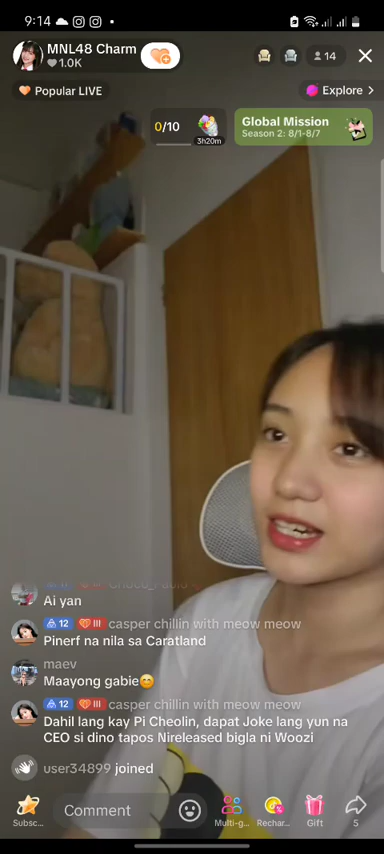 9:14
MNL48 Charm
1.0K
14
Popular LIVE
Explore >
0/10
3h20m
Global Mission
Season 2: 8/1-8/7
Ai yan
12 III casper chillin with meow meow
Pinerf na nila sa Caratland
maev
Maayong gabie😊
12 III casper chillin with meow meow
Dahil lang kay Pi Cheolin, dapat Joke lang yun na
CEO si dino tapos Nireleased bigla ni Woozi
user34899 joined
Comment
Subsc...
Multi-g...
Rechar...
Gift
5